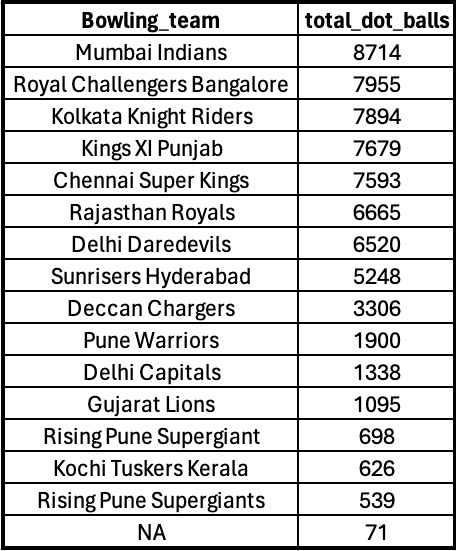 Bowling_team total_dot_balls
Mumbai Indians 8714
Royal Challengers Bangalore 7955
Kolkata Knight Riders 7894
Kings XI Punjab 7679
Chennai Super Kings 7593
Rajasthan Royals 6665
Delhi Daredevils 6520
Sunrisers Hyderabad 5248
Deccan Chargers 3306
Pune Warriors 1900
Delhi Capitals 1338
Gujarat Lions 1095
Rising Pune Supergiant 698
Kochi Tuskers Kerala 626
Rising Pune Supergiants 539
NA 71